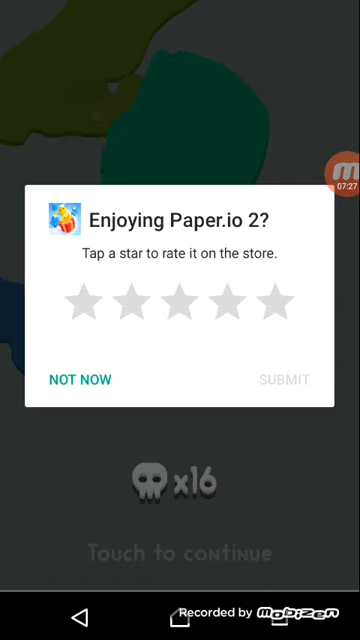 07:27
Enjoying Paper.io 2?
Tap a star to rate it on the store.
NOT NOW
SUBMIT
x16
Touch to continue
Recorded by mobizen